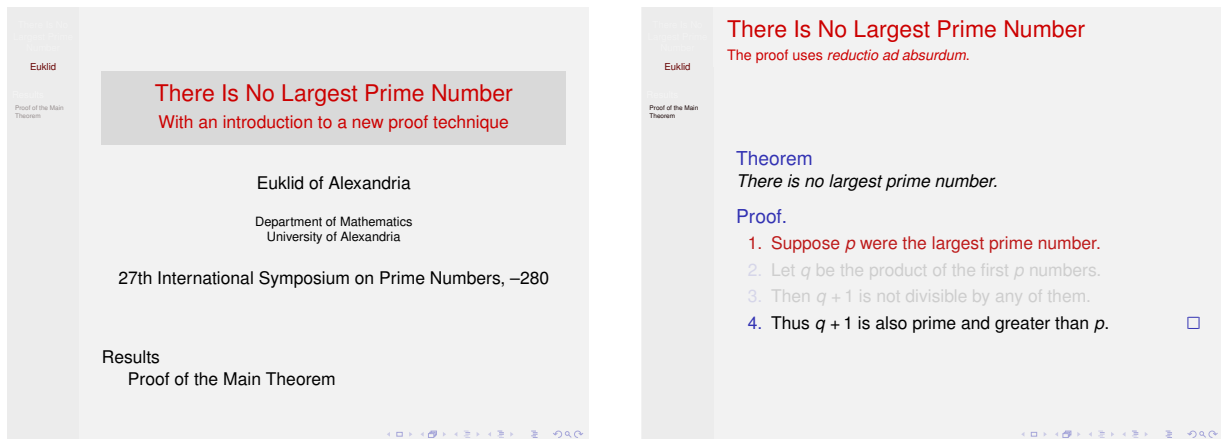 Euklid
Proof of the Main
Theorem
There Is No Largest Prime Number
With an introduction to a new proof technique
Euklid of Alexandria
Department of Mathematics
University of Alexandria
27th International Symposium on Prime Numbers, –280
Results
Proof of the Main Theorem
Euklid
Proof of the Main
Theorem
There Is No Largest Prime Number
The proof uses reductio ad absurdum.
Theorem
There is no largest prime number.
Proof.
1. Suppose p were the largest prime number.
2. Let q be the product of the first p numbers.
3. Then q + 1 is not divisible by any of them.
4. Thus q + 1 is also prime and greater than p.